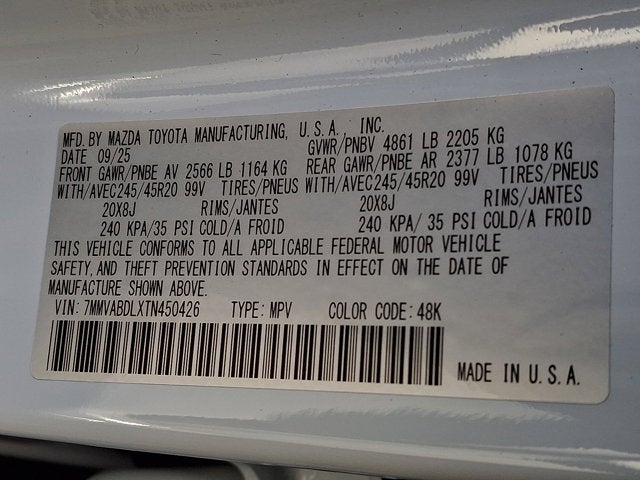 MFD. BY MAZDA TOYOTA MANUFACTURING, U.S.A., INC.
DATE 09/25 GVWR/PNBV 4861 LB 2205 KG
FRONT GAWR/PNBE AV 2566 LB 1164 KG REAR GAWR/PNBE AR 2377 LB 1078 KG
WITH/AVEC245/45R20 99V TIRES/PNEUS WITH/AVEC245/45R20 99V TIRES/PNEUS
20X8J RIMS/JANTES 20X8J RIMS/JANTES
240 KPA/35 PSI COLD/A FROID 240 KPA/ 35 PSI COLD/A FROID
THIS VEHICLE CONFORMS TO ALL APPLICABLE FEDERAL MOTOR VEHICLE
SAFETY, AND THEFT PREVENTION STANDARDS IN EFFECT ON THE DATE OF
MANUFACTURE SHOWN ABOVE.
VIN: 7MMVABDLXTN450426 TYPE: MPV COLOR CODE: 48K
MADE IN U.S.A.